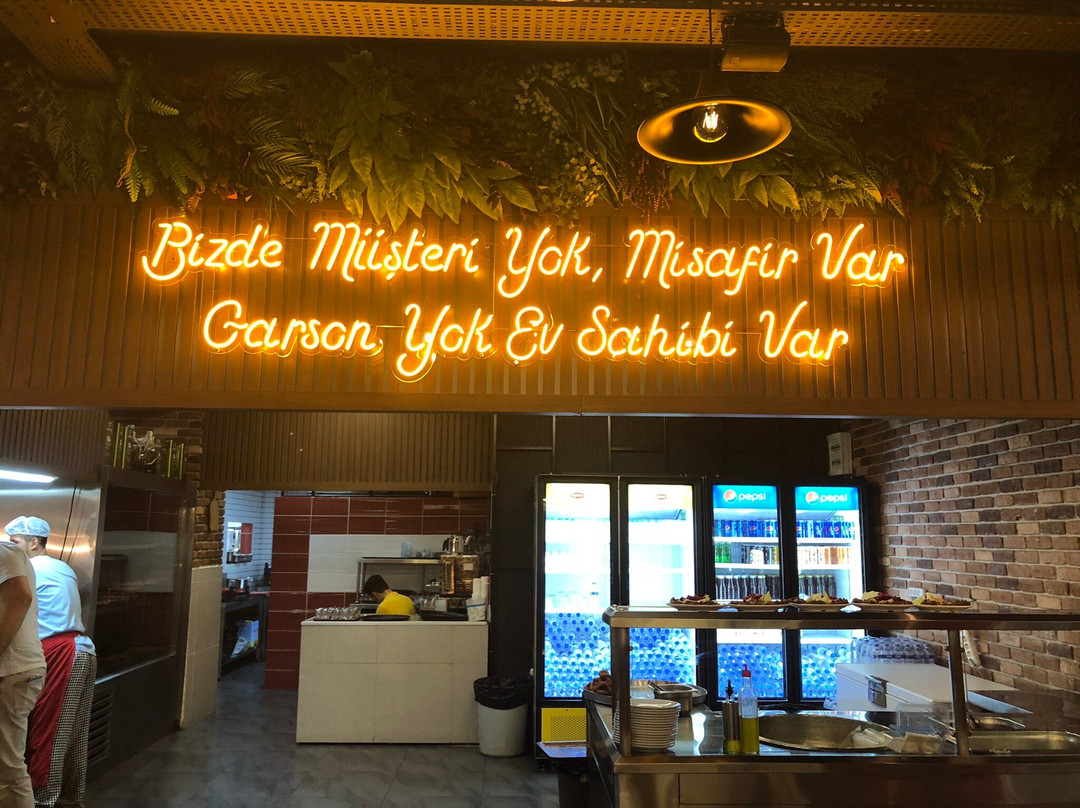 Bizde Müşteri Yok, Misafir Var
Garson Yok Ev Sahibi Var
pepsi
pepsi